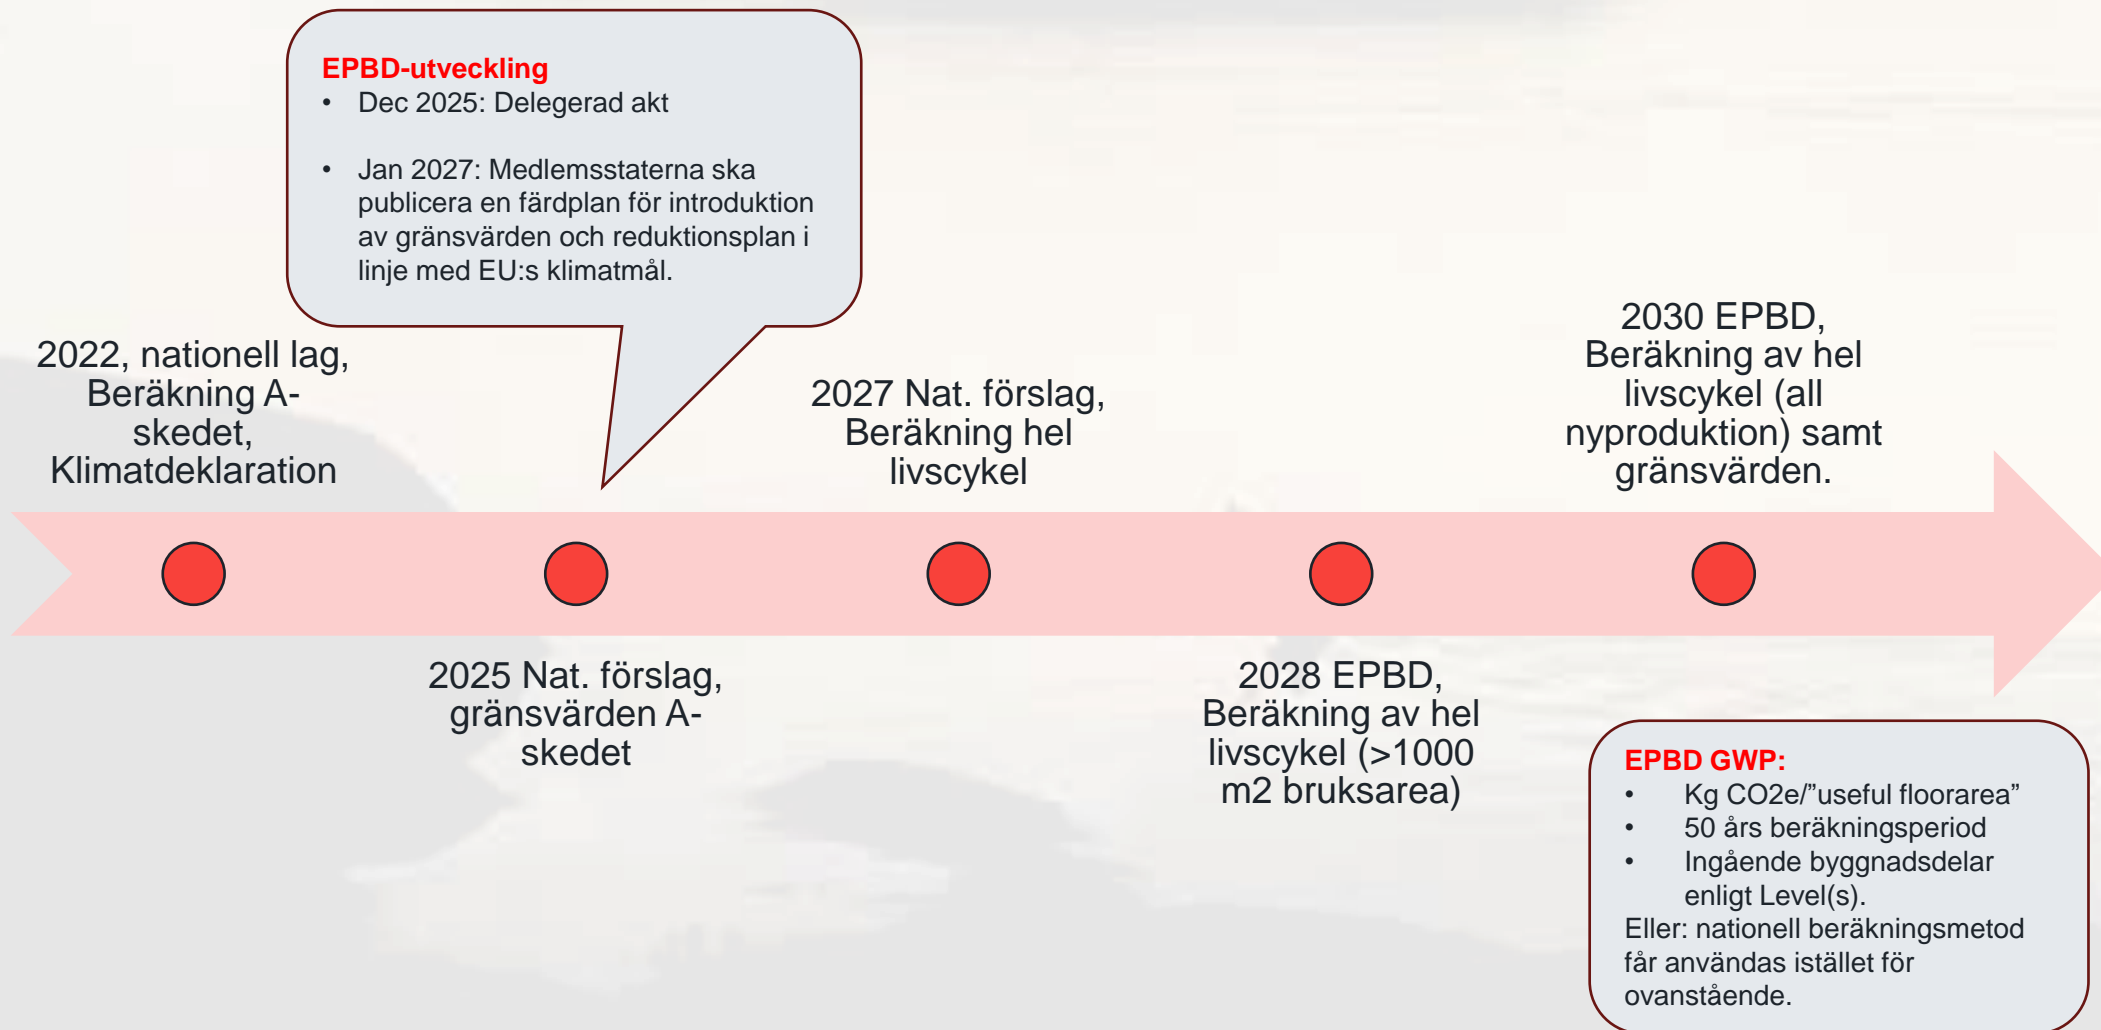 EPBD-utveckling
• Dec 2025: Delegerad akt
• Jan 2027: Medlemsstaterna ska
publicera en färdplan för introduktion
av gränsvärden och reduktionsplan i
linje med EU:s klimatmål.
2022, nationell lag,
Beräkning A-
skedet,
Klimatdeklaration
2025 Nat. förslag,
gränsvärden A-
skedet
2027 Nat. förslag,
Beräkning hel
livscykel
2028 EPBD,
Beräkning av hel
livscykel (>1000
m2 bruksarea)
2030 EPBD,
Beräkning av hel
livscykel (all
nyproduktion) samt
gränsvärden.
EPBD GWP:
• Kg CO2e/”useful floorarea”
• 50 års beräkningsperiod
• Ingående byggnadsdelar
enligt Level(s).
Eller: nationell beräkningsmetod
får användas istället för
ovanstående.